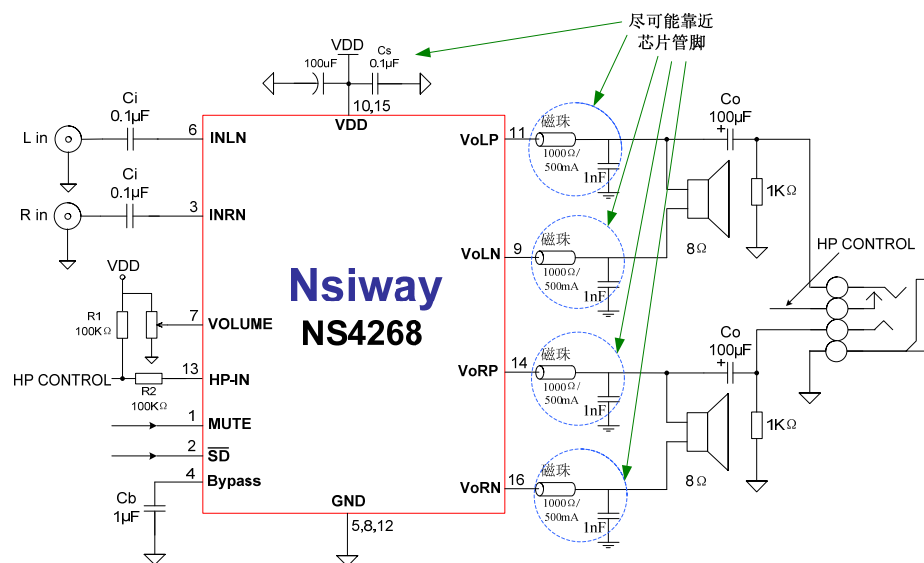 尽可能靠近
芯片管脚
VDD
100uF
Cs
0.1µF
10,15
VDD
Ci
0.1µF
L in
6
INLN
Ci
0.1µF
R in
3
INRN
VDD
R1
100KΩ
7
VOLUME
HP CONTROL
13
HP-IN
R2
100KΩ
1
MUTE
2
SD
4
Bypass
Cb
1µF
GND
5,8,12
Nsiway
NS4268
VoLP
11
磁珠
1000Ω/
500mA
1nF
VoLN
9
磁珠
1000Ω/
500mA
1nF
VoRP
14
磁珠
1000Ω/
500mA
1nF
VoRN
16
磁珠
1000Ω/
500mA
1nF
Co
100µF
+
1KΩ
8Ω
HP CONTROL
Co
100µF
+
1KΩ
8Ω